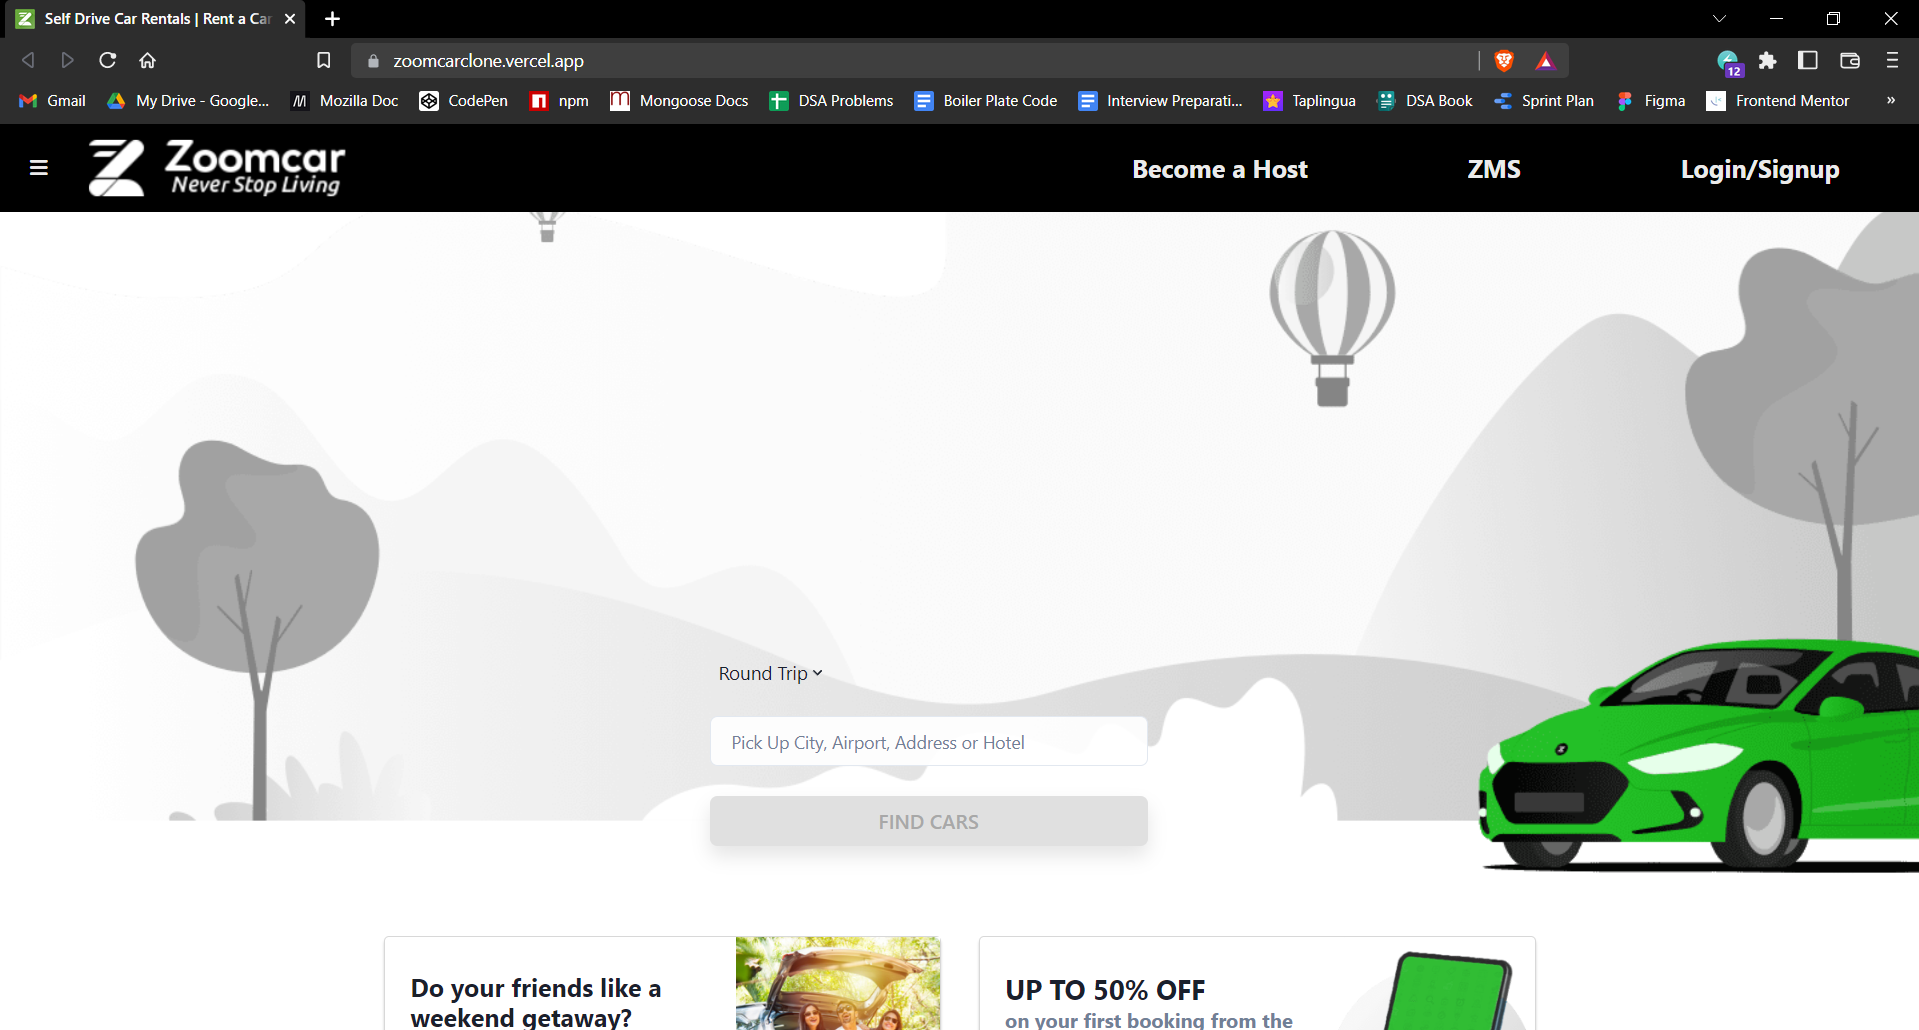 Self Drive Car Rentals | Rent a Car
zoomcarclone.vercel.app
12
Gmail My Drive - Google... Mozilla Doc CodePen npm Mongoose Docs DSA Problems Boiler Plate Code Interview Preparati... Taplingua DSA Book Sprint Plan Figma Frontend Mentor »
Zoomcar
Never Stop Living
Become a Host ZMS Login/Signup
Round Trip
Pick Up City, Airport, Address or Hotel
FIND CARS
Do your friends like a
weekend getaway?
UP TO 50% OFF
on your first booking from the